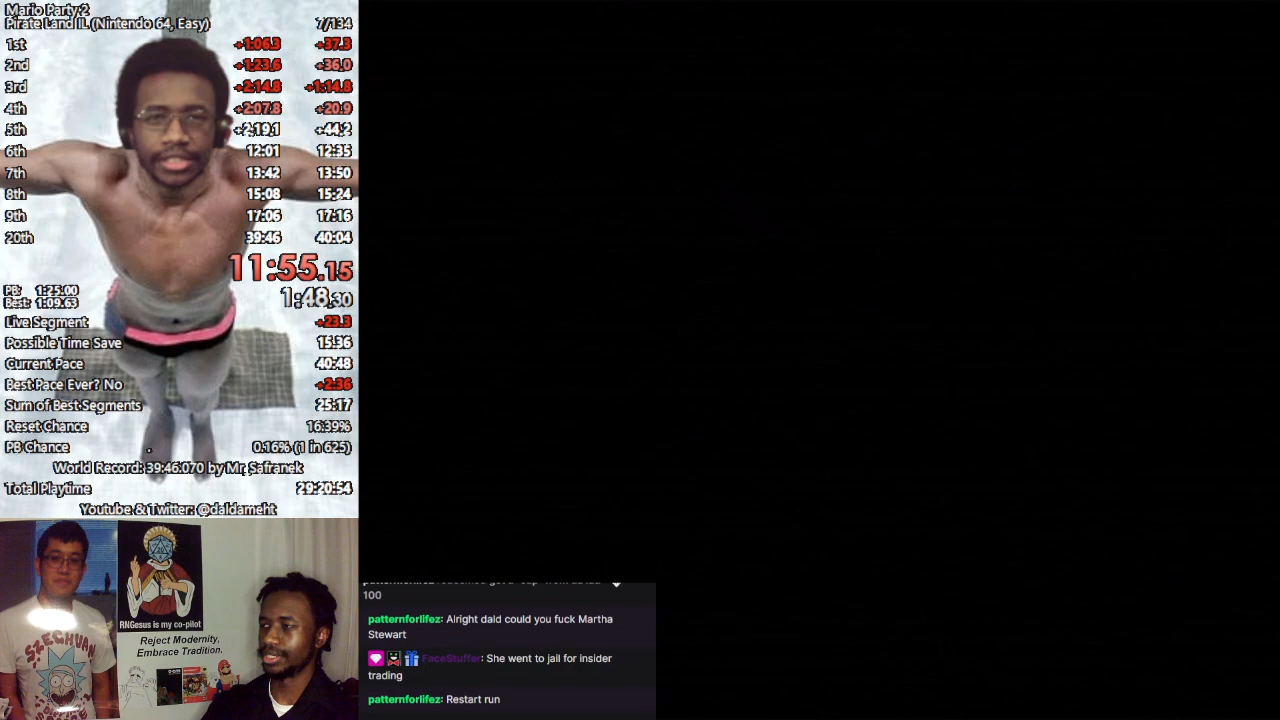 Mario Party 2
Pirate Land IL (Nintendo 64, Easy) 7/134
1st +1:06.3 +37.3
2nd +1:23.6 +36.0
3rd +2:14.8 +1:14.8
4th +2:07.8 +20.9
5th +2:19.1 +44.2
6th 12:01 12:35
7th 13:42 13:50
8th 15:08 15:24
9th 17:06 17:16
20th 39:46 40:04
11:55.15
PB: 1:25.00 1:48.30
Best: 1:09.63
Live Segment +23.3
Possible Time Save 15.36
Current Pace 40:48
Best Pace Ever? No +2:36
Sum of Best Segments 25:17
Reset Chance 16.39%
PB Chance 0.16% (1 in 625)
World Record: 39:46.070 by Mr. Safranek
Total Playtime 29:20:54
Youtube & Twitter: @daldameht
SZECHUAN
RNGesus is my co-pilot
Reject Modernity,
Embrace Tradition.
100
patternforlifez: Alright dald could you fuck Martha
Stewart
FaceStuffer: She went to jail for insider
trading
patternforlifez: Restart run